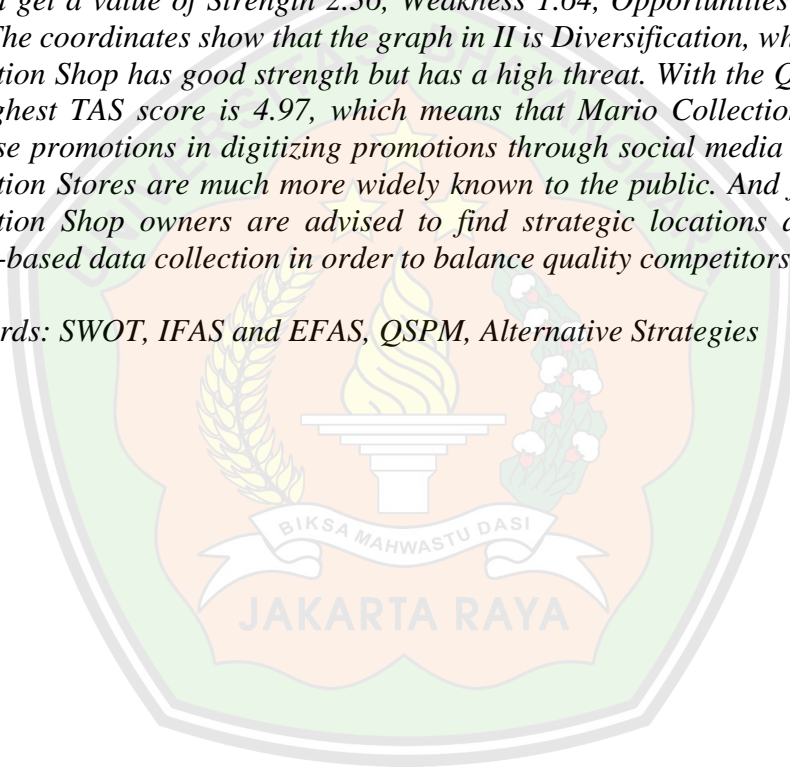 get a value of Strength 2.56, Weakness 1.64, Opportunities
The coordinates show that the graph in II is Diversification,
tion Shop has good strength but has a high threat. With the
ghest TAS score is 4.97, which means that Mario Collection
se promotions in digitizing promotions through social media
tion Stores are much more widely known to the public. And
tion Shop owners are advised to find strategic locations
-based data collection in order to balance quality competitors
rds: SWOT, IFAS and EFAS, QSPM, Alternative Strategies
BIKSA MAHWASTU DASI
JAKARTA RAYA